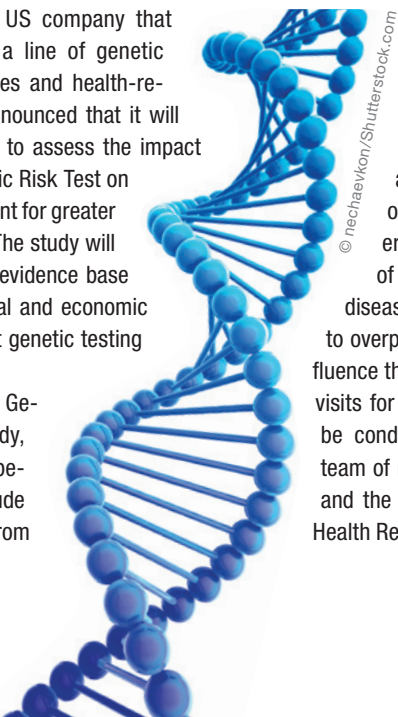 US company that
a line of genetic
es and health-re-
nounced that it will
to assess the impact
ic Risk Test on
nt for greater
The study will
evidence base
al and economic
t genetic testing
Ge-
dy,
pe-
ude
rom
© nechaevkon/Shutterstock.com
a
o
er
of
diseas
to overp
fluence th
visits for
be cond
team of
and the
Health Re